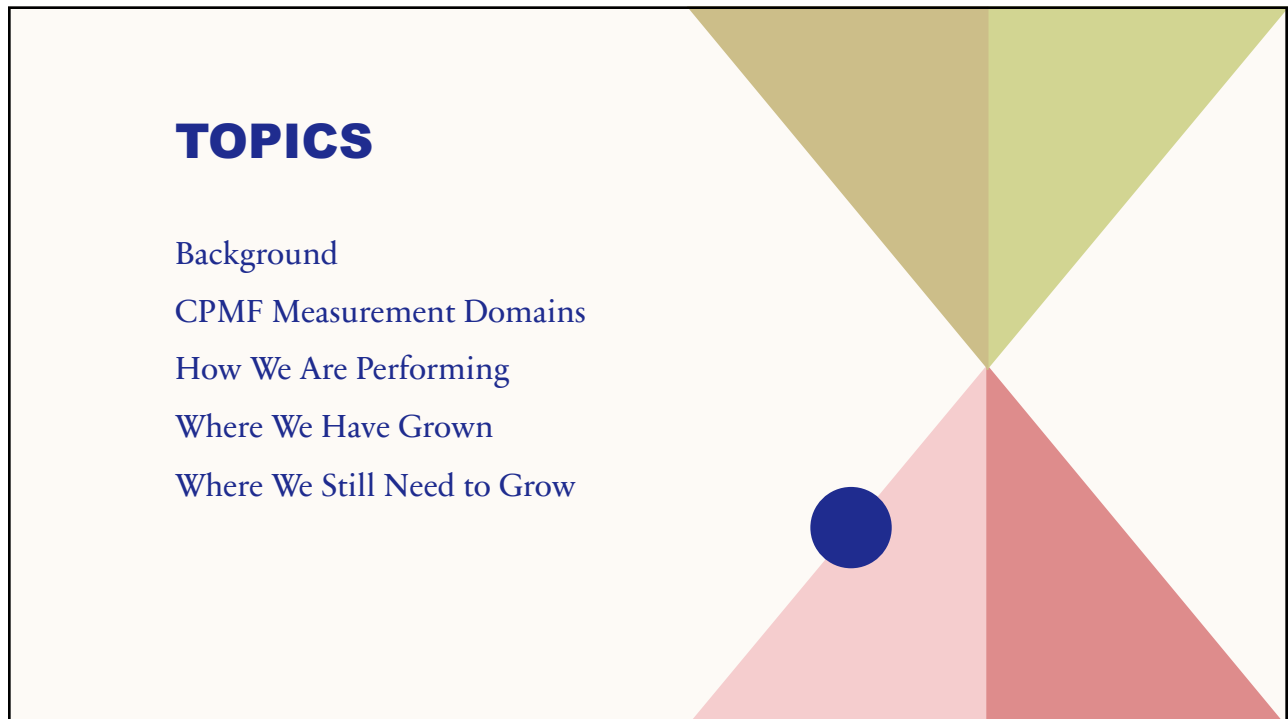 TOPICS
Background
CPMF Measurement Domains
How We Are Performing
Where We Have Grown
Where We Still Need to Grow